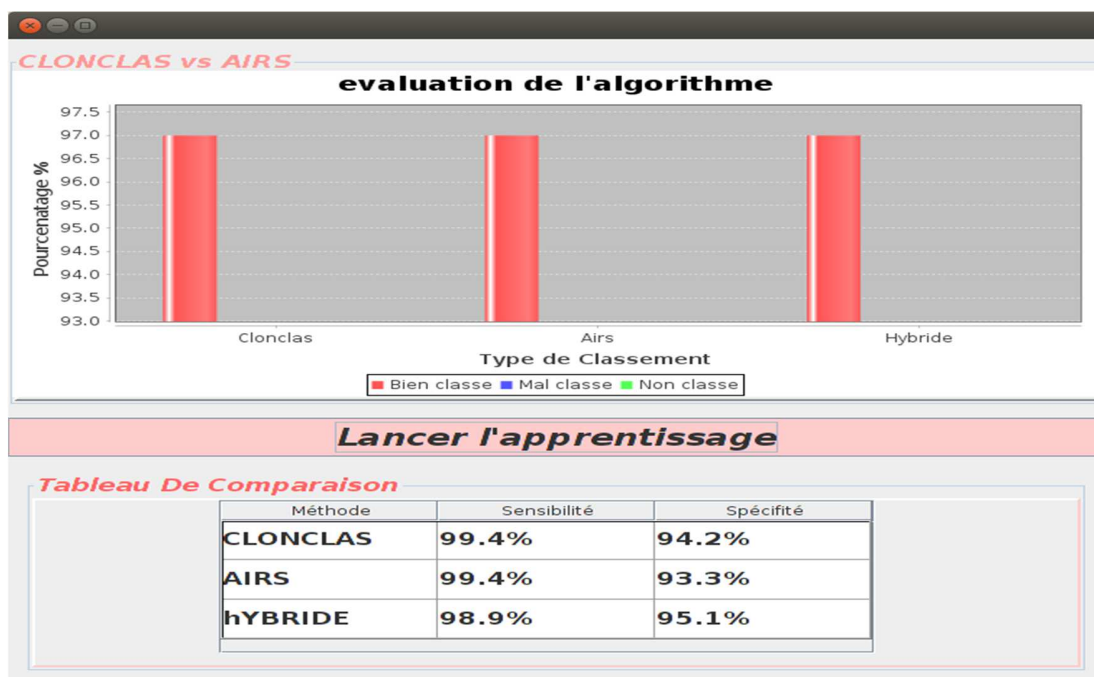 CLONCLAS vs AIRS
evaluation de l'algorithme
97.5
97.0
96.5
96.0
95.5
95.0
94.5
94.0
93.5
93.0
Pourcenatage %
Clonclas Airs Hybride
Type de Classement
Bien classe Mal classe Non classe
Lancer l'apprentissage
Tableau De Comparaison
Méthode Sensibilité Spécifité
CLONCLAS 99.4% 94.2%
AIRS 99.4% 93.3%
hYBRIDE 98.9% 95.1%